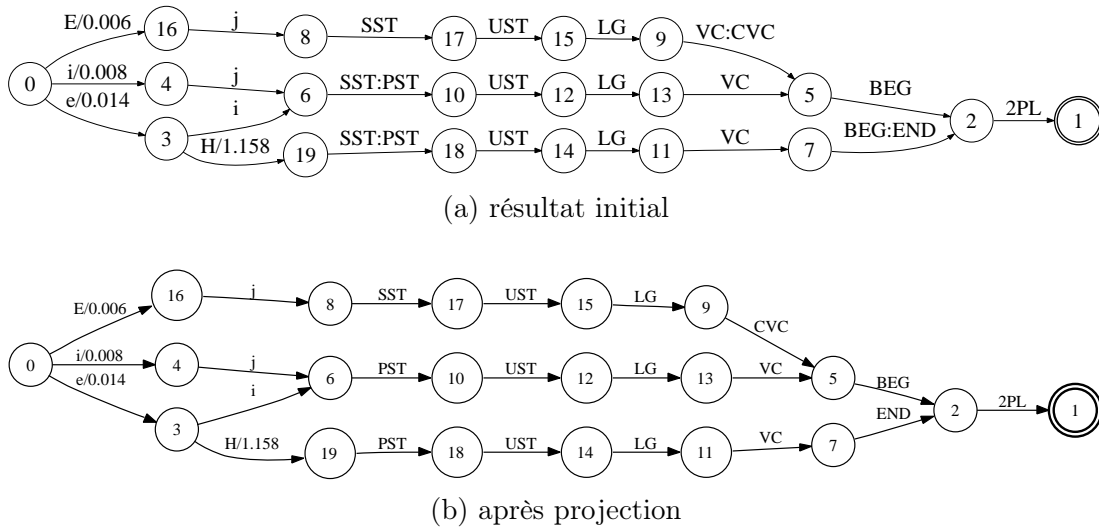 E/0.006 16 j 8 SST 17 UST 15 LG 9 VC:CVC
0 i/0.008 4 j 6 SST:PST 10 UST 12 LG 13 VC 5 BEG 2 2PL 1
e/0.014 3 i
H/1.158 19 SST:PST 18 UST 14 LG 11 VC 7 BEG:END
(a) résultat initial
E/0.006 16 j 8 SST 17 UST 15 LG 9 CVC
0 i/0.008 4 j 6 PST 10 UST 12 LG 13 VC 5 BEG 2 2PL 1
e/0.014 3 i
H/1.158 19 PST 18 UST 14 LG 11 VC 7 END
(b) après projection